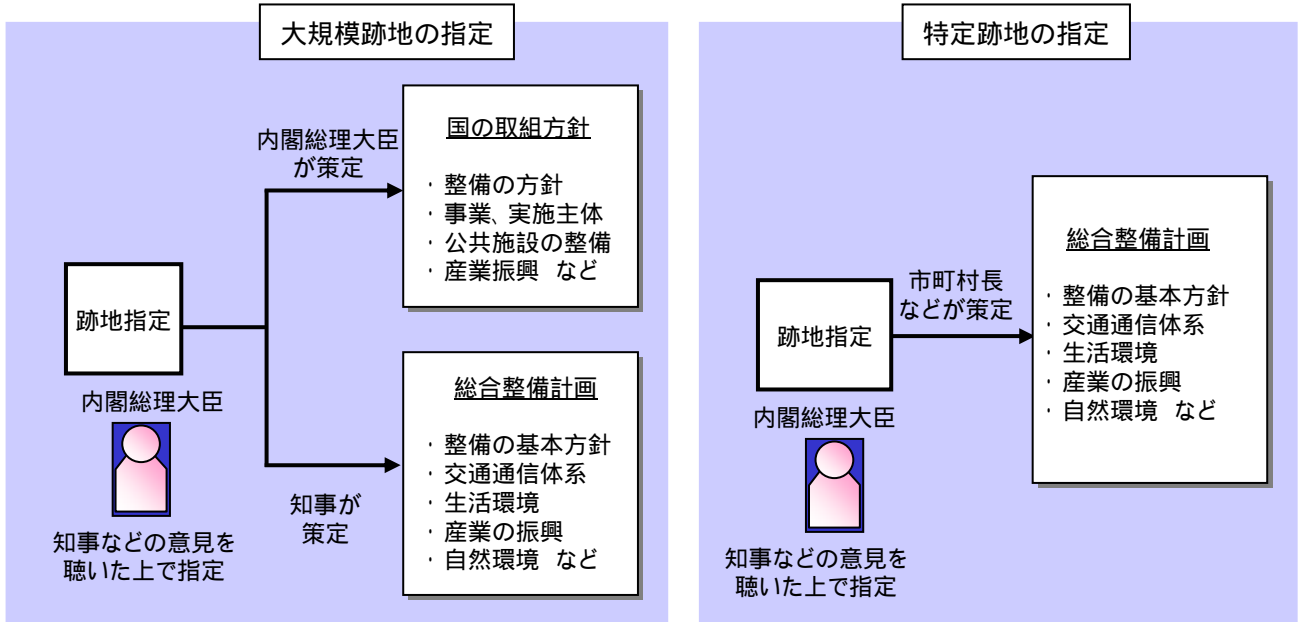 大規模跡地の指定
内閣総理大臣
が策定
国の取組方針
・整備の方針
・事業、実施主体
・公共施設の整備
・産業振興 など
跡地指定
内閣総理大臣
知事などの意見を
聴いた上で指定
知事が
策定
総合整備計画
・整備の基本方針
・交通通信体系
・生活環境
・産業の振興
・自然環境 など
特定跡地の指定
跡地指定
内閣総理大臣
知事などの意見を
聴いた上で指定
市町村長
などが策定
総合整備計画
・整備の基本方針
・交通通信体系
・生活環境
・産業の振興
・自然環境 など